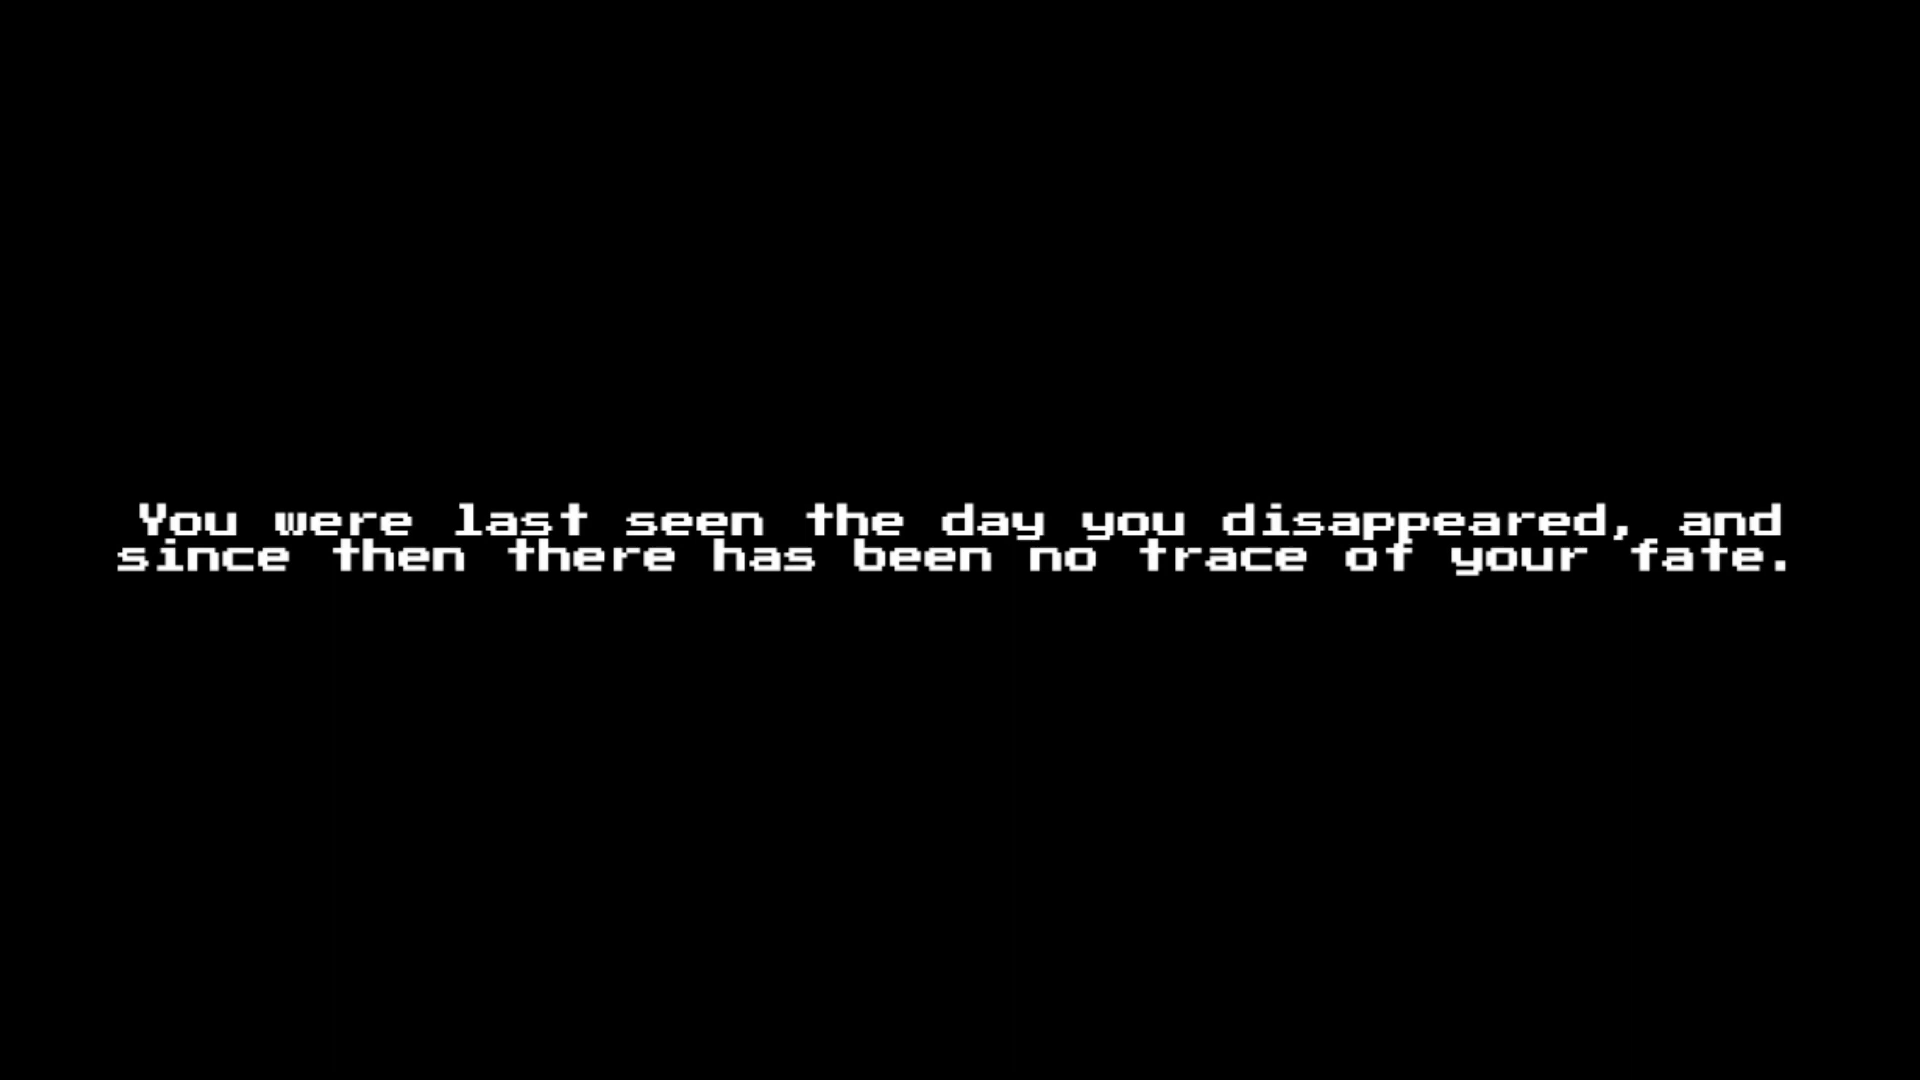 You were last seen the day you disappeared, and
since then there has been no trace of your fate.